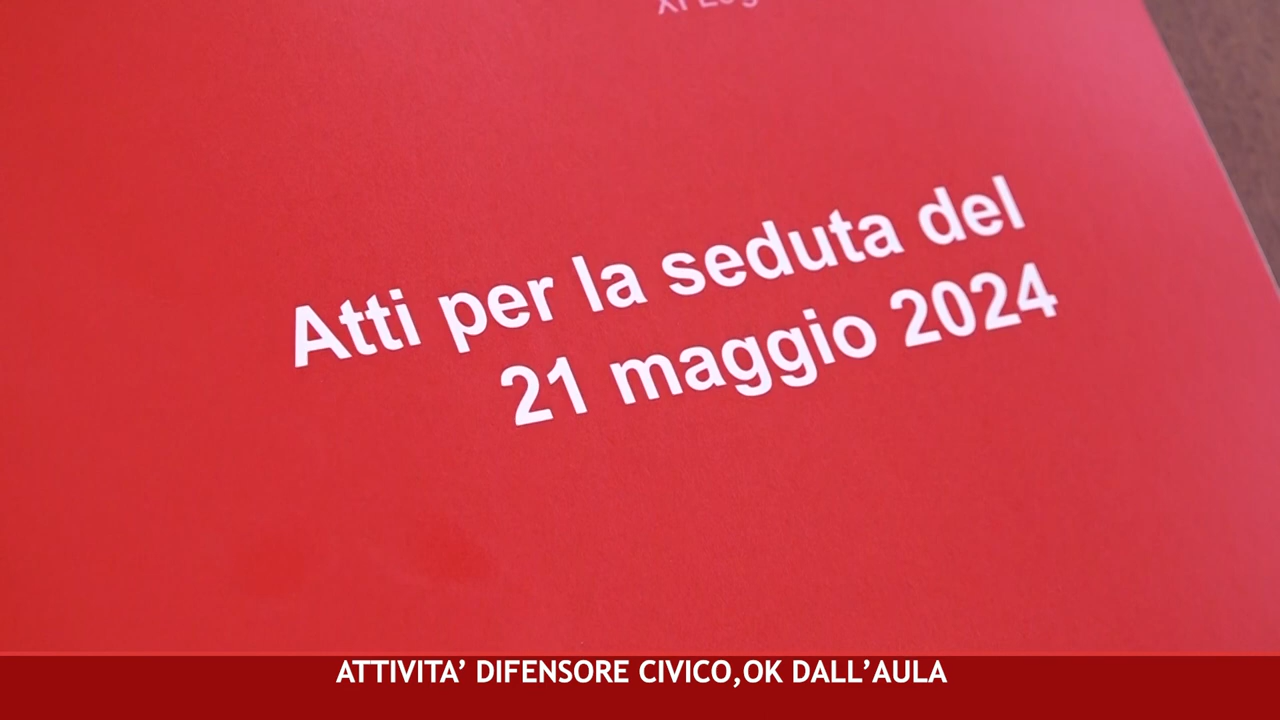 Atti per la seduta del
21 maggio 2024
ATTIVITA’ DIFENSORE CIVICO,OK DALL’AULA